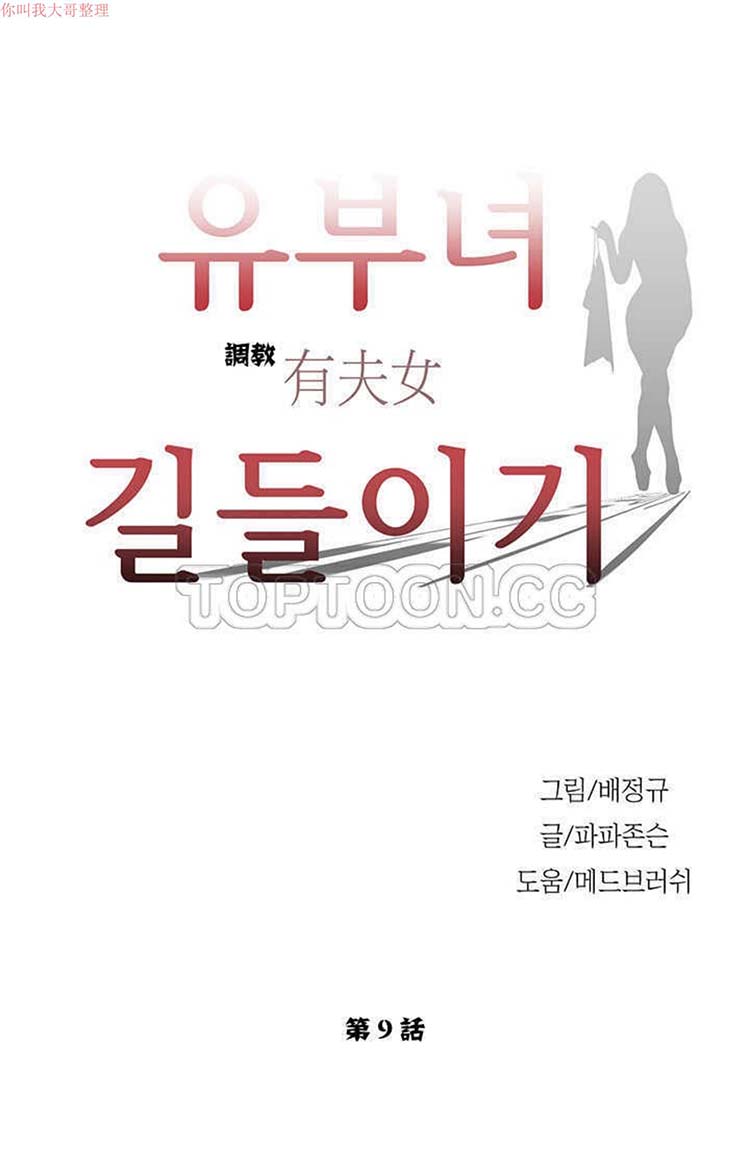 你叫我大哥整理
유부녀
調教 有夫女
길들이기
TOPTOON.CC
그림/배정규
글/파파존슨
도움/메드브러쉬
第 9 話